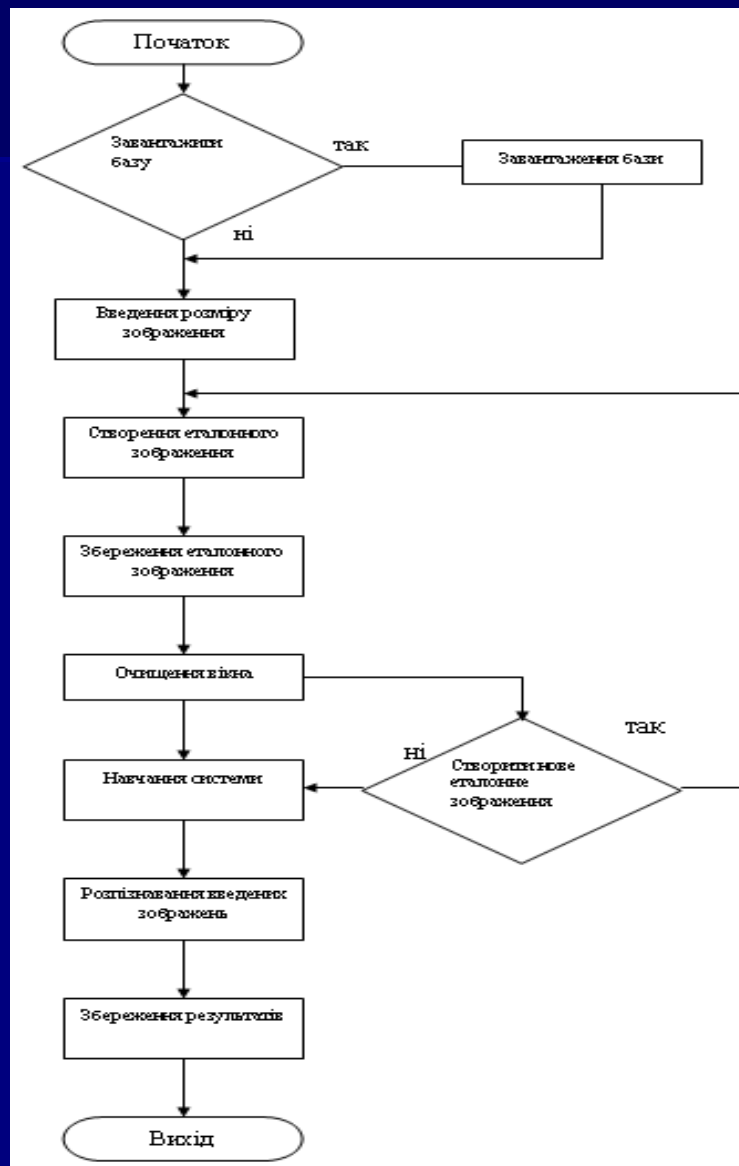 Початок
Завантажити
базу
так
Завантаження бази
ні
Введення розміру
зображення
Створення еталонного
зображення
Збереження еталонного
зображення
Очищення вікна
так
ні
Створити нове
еталонне
зображення
Навчання системи
Розпізнавання введених
зображень
Збереження результатів
Вихід